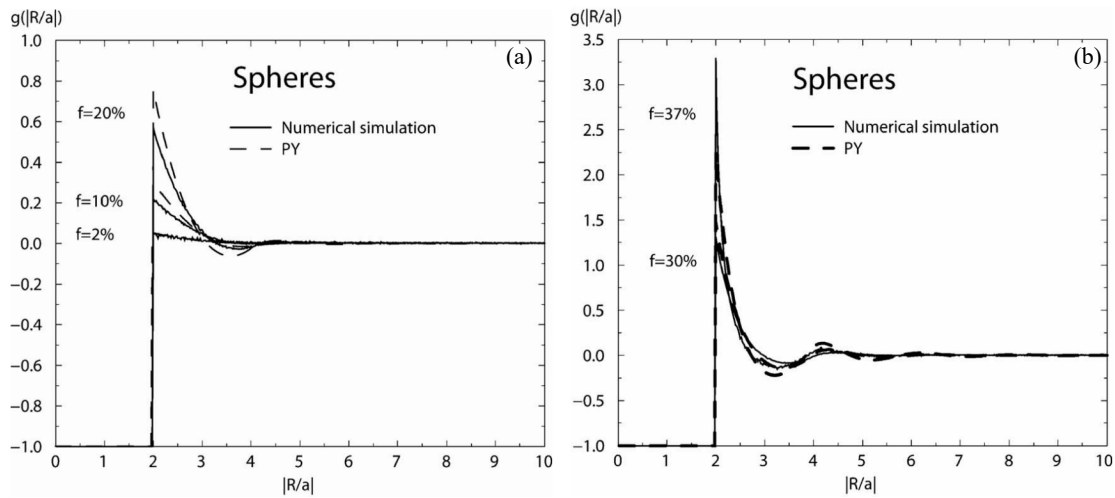 g(|R/a|)
(a)
Spheres
1.0
0.8
0.6
0.4
0.2
0.0
−0.2
−0.4
−0.6
−0.8
−1.0
f=20%
f=10%
f=2%
Numerical simulation
PY
0 1 2 3 4 5 6 7 8 9 10
|R/a|
g(|R/a|)
(b)
Spheres
3.5
3.0
2.5
2.0
1.5
1.0
0.5
0.0
−0.5
−1.0
f=37%
f=30%
Numerical simulation
PY
0 1 2 3 4 5 6 7 8 9 10
|R/a|